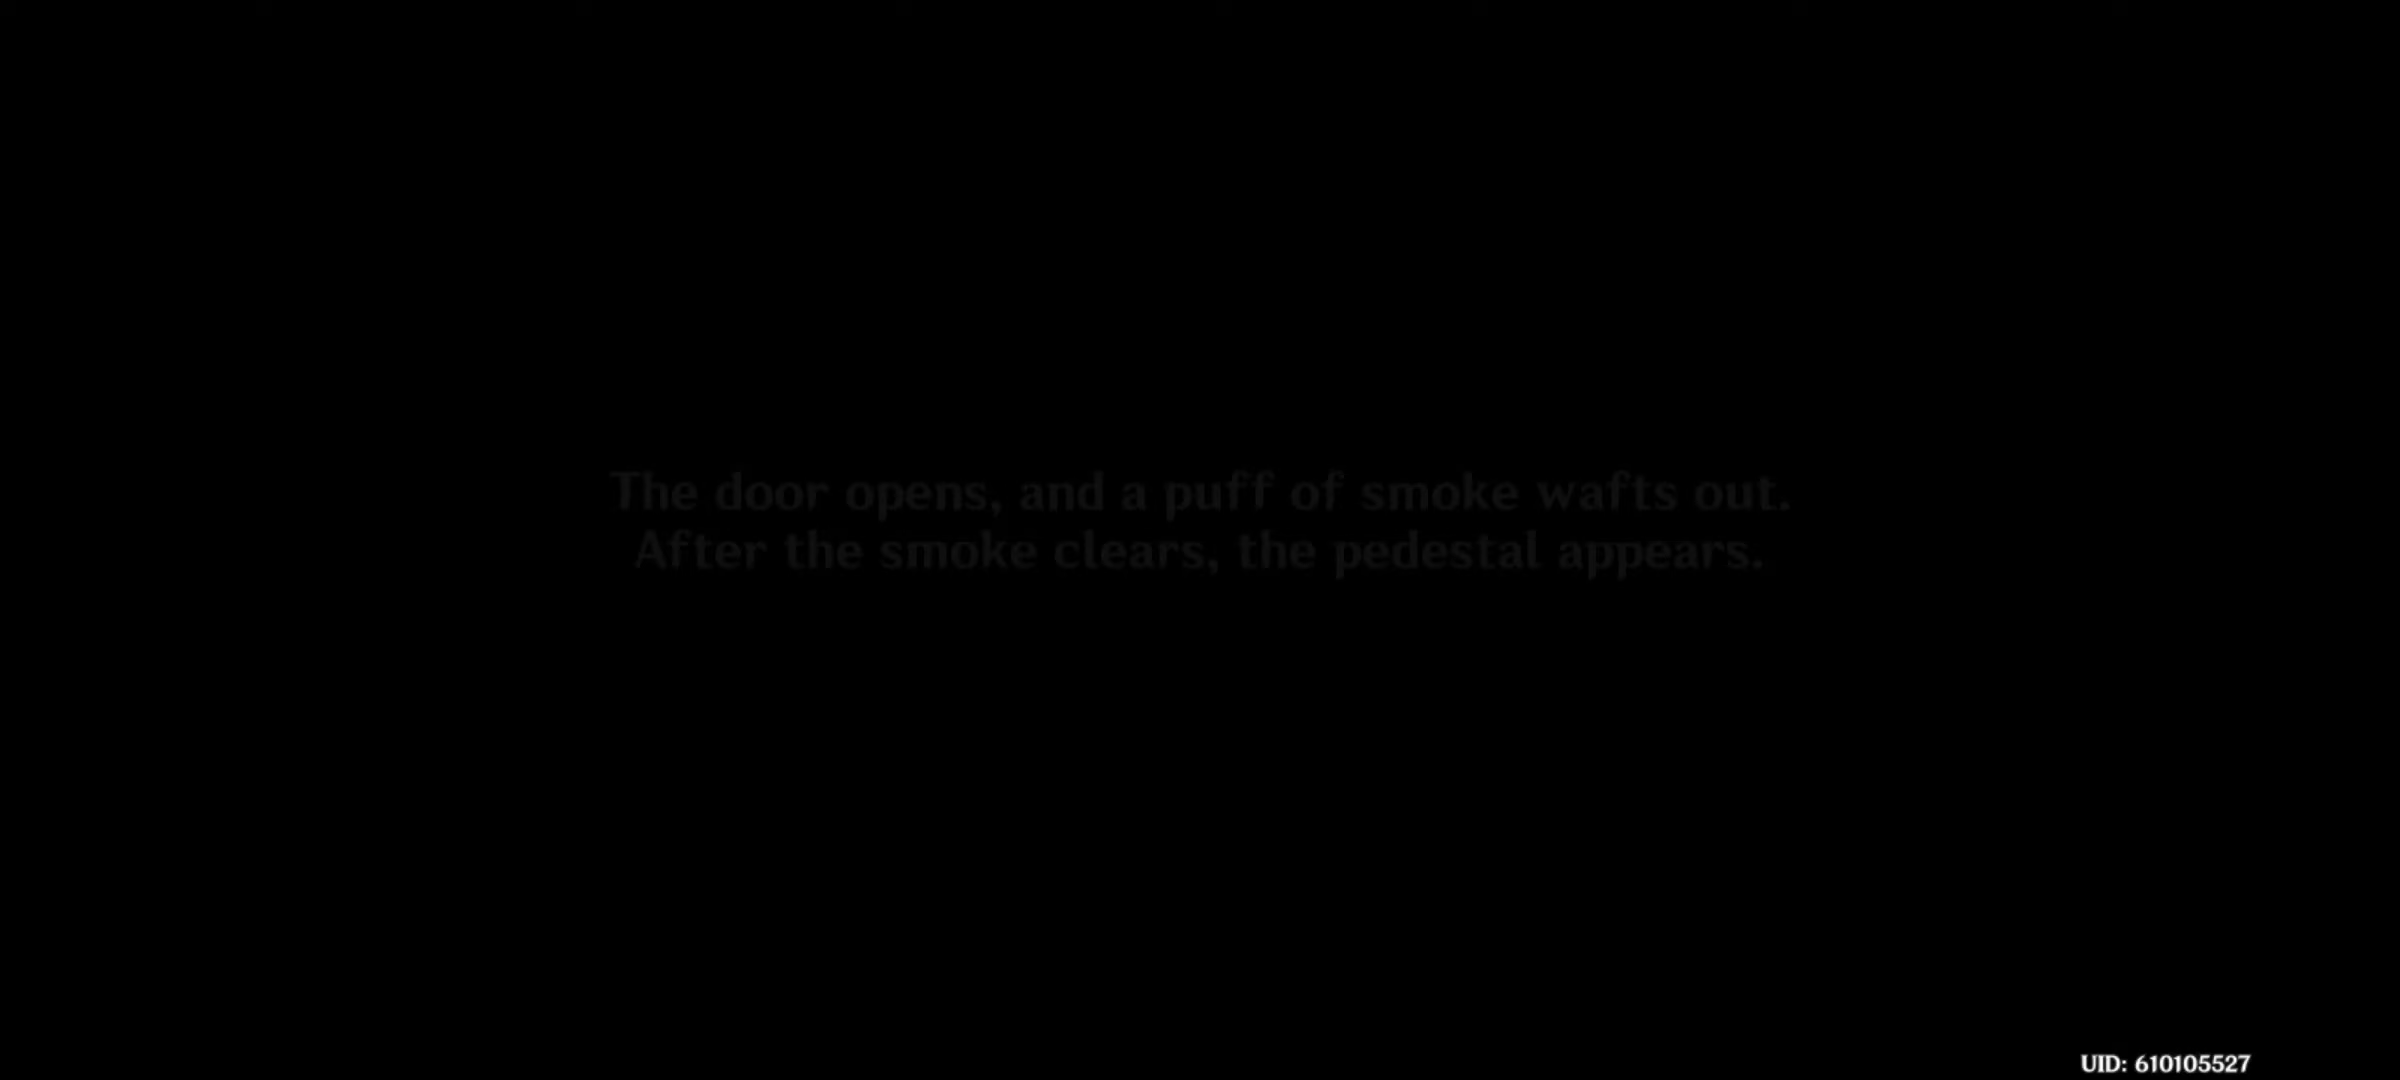 The door opens, and a puff of smoke wafts out.
After the smoke clears, the pedestal appears.
UID: 610105527